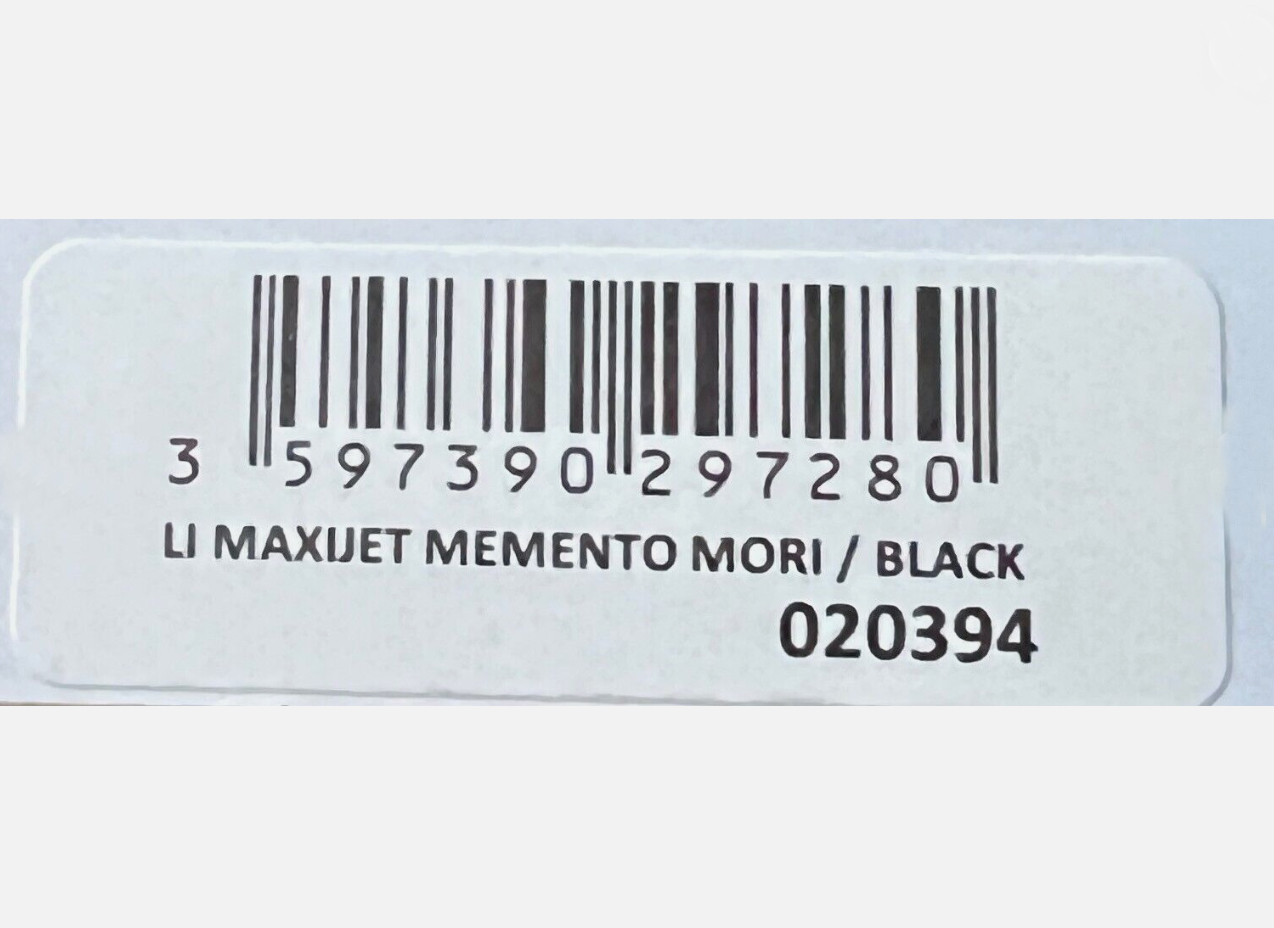 3 597390 297280
LI MAXIJET MEMENTO MORI / BLACK
020394